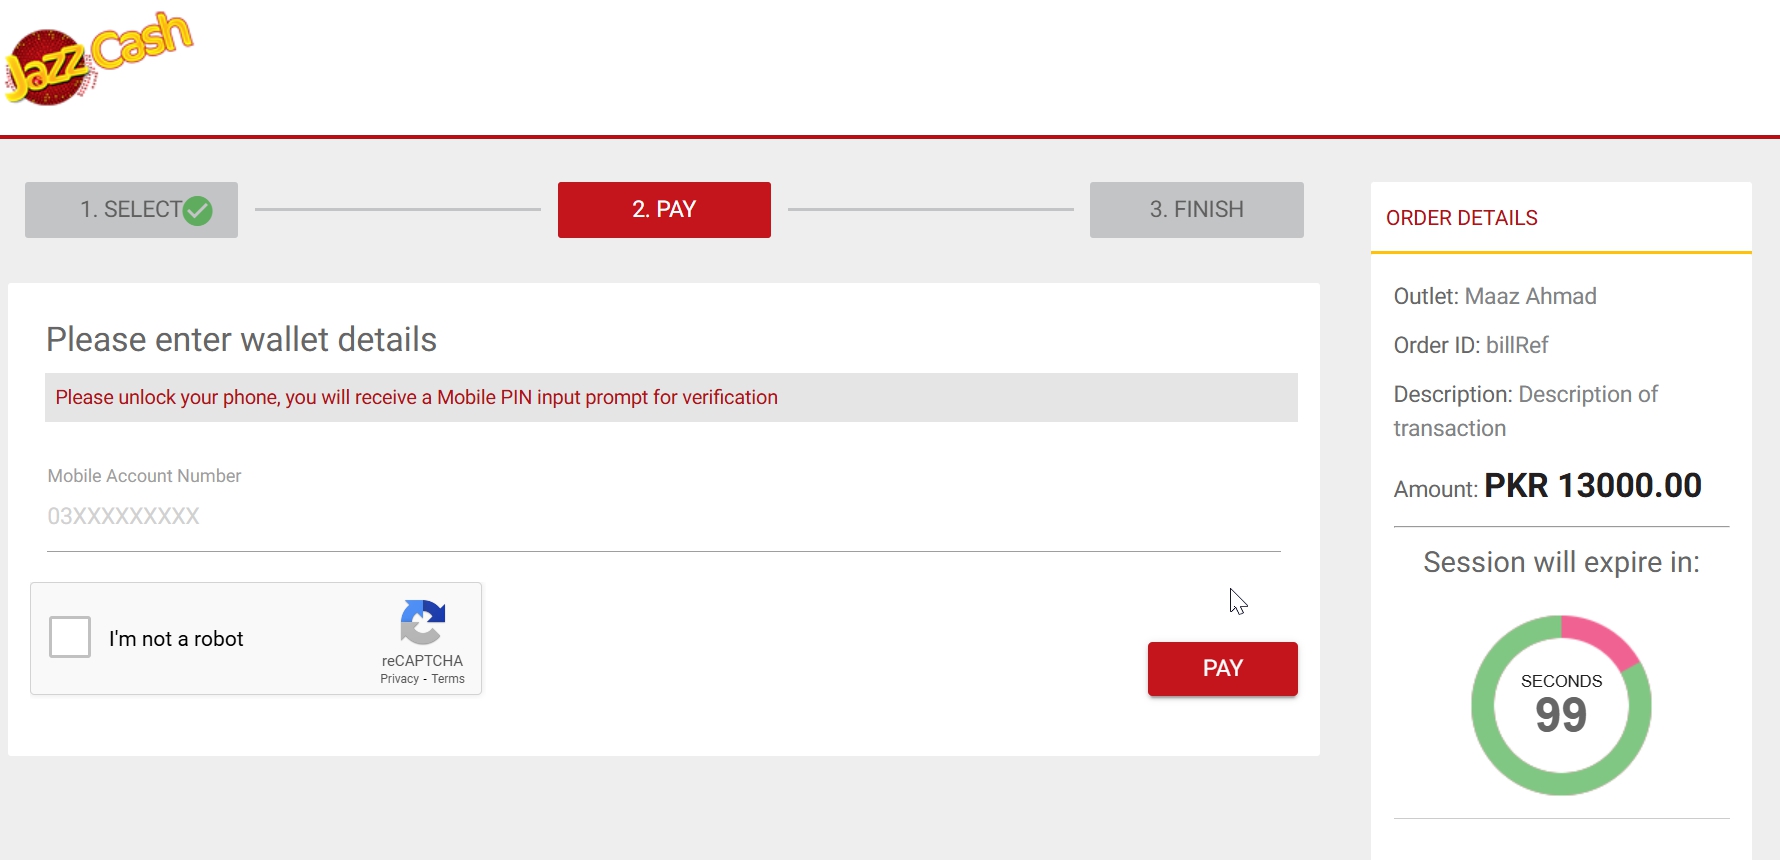 Jazz Cash
1. SELECT
2. PAY
3. FINISH
Please enter wallet details
Please unlock your phone, you will receive a Mobile PIN input prompt for verification
Mobile Account Number
03XXXXXXXXX
I'm not a robot
reCAPTCHA
Privacy - Terms
PAY
ORDER DETAILS
Outlet: Maaz Ahmad
Order ID: billRef
Description: Description of
transaction
Amount: PKR 13000.00
Session will expire in:
SECONDS
99